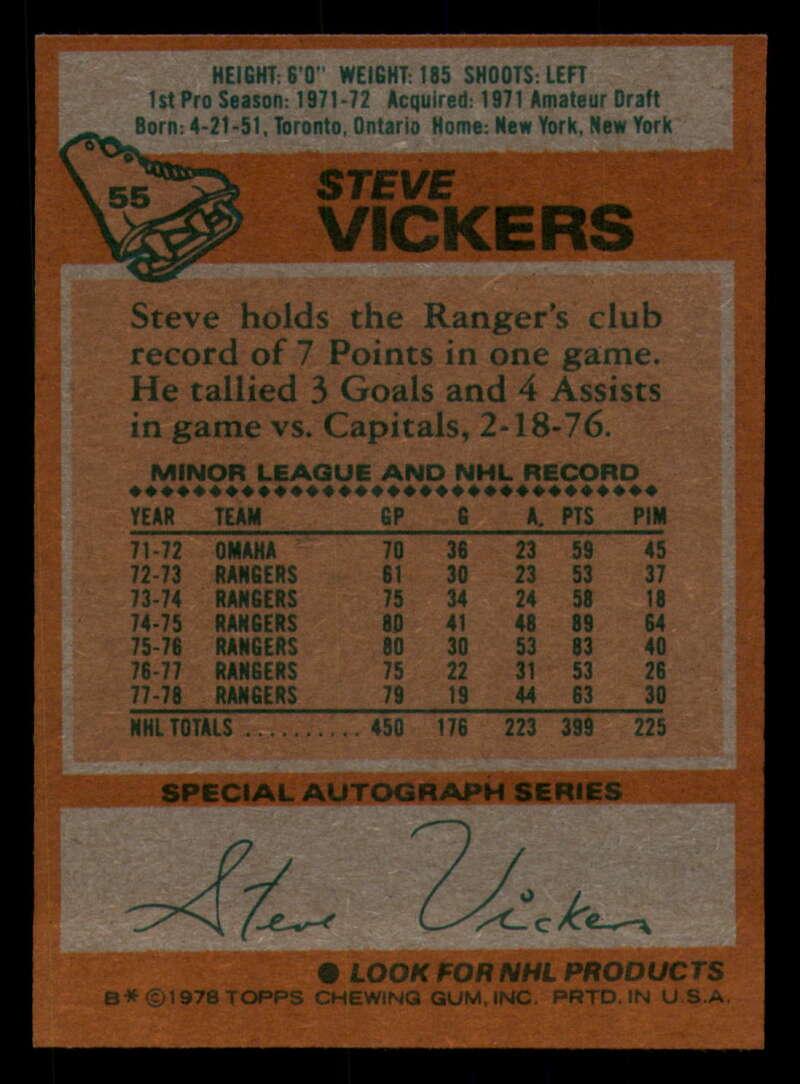 HEIGHT: 6'0" WEIGHT: 185 SHOOTS: LEFT
1st Pro Season: 1971-72 Acquired: 1971 Amateur Draft
Born: 4-21-51, Toronto, Ontario Home: New York, New York
55
STEVE
VICKERS
Steve holds the Ranger's club
record of 7 Points in one game.
He tallied 3 Goals and 4 Assists
in game vs. Capitals, 2-18-76.
MINOR LEAGUE AND NHL RECORD
YEAR TEAM GP G A. PTS PIM
71-72 OMAHA 70 36 23 59 45
72-73 RANGERS 61 30 23 53 37
73-74 RANGERS 75 34 24 58 18
74-75 RANGERS 80 41 48 89 64
75-76 RANGERS 80 30 53 83 40
76-77 RANGERS 75 22 31 53 26
77-78 RANGERS 79 19 44 63 30
NHL TOTALS .......... 450 176 223 399 225
SPECIAL AUTOGRAPH SERIES
Steve Vickers
● LOOK FOR NHL PRODUCTS
B* ©1978 TOPPS CHEWING GUM, INC. PRTD. IN U.S.A.